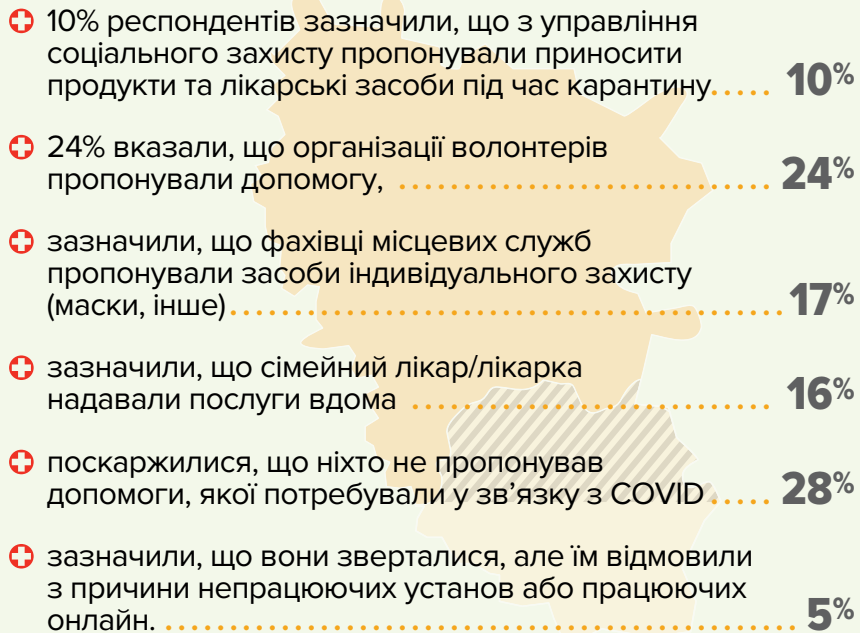 10% респондентів зазначили, що з управління
соціального захисту пропонували приносити
продукти та лікарські засоби під час карантину..... 10%
24% вказали, що організації волонтерів
пропонували допомогу, ........................................ 24%
зазначили, що фахівці місцевих служб
пропонували засоби індивідуального захисту
(маски, інше)............................................................ 17%
зазначили, що сімейний лікар/лікарка
надавали послуги вдома ....................................... 16%
поскаржилися, що ніхто не пропонував
допомоги, якої потребували у зв’язку з COVID..... 28%
зазначили, що вони зверталися, але їм відмовили
з причини непрацюючих установ або працюючих
онлайн. ................................................................... 5%